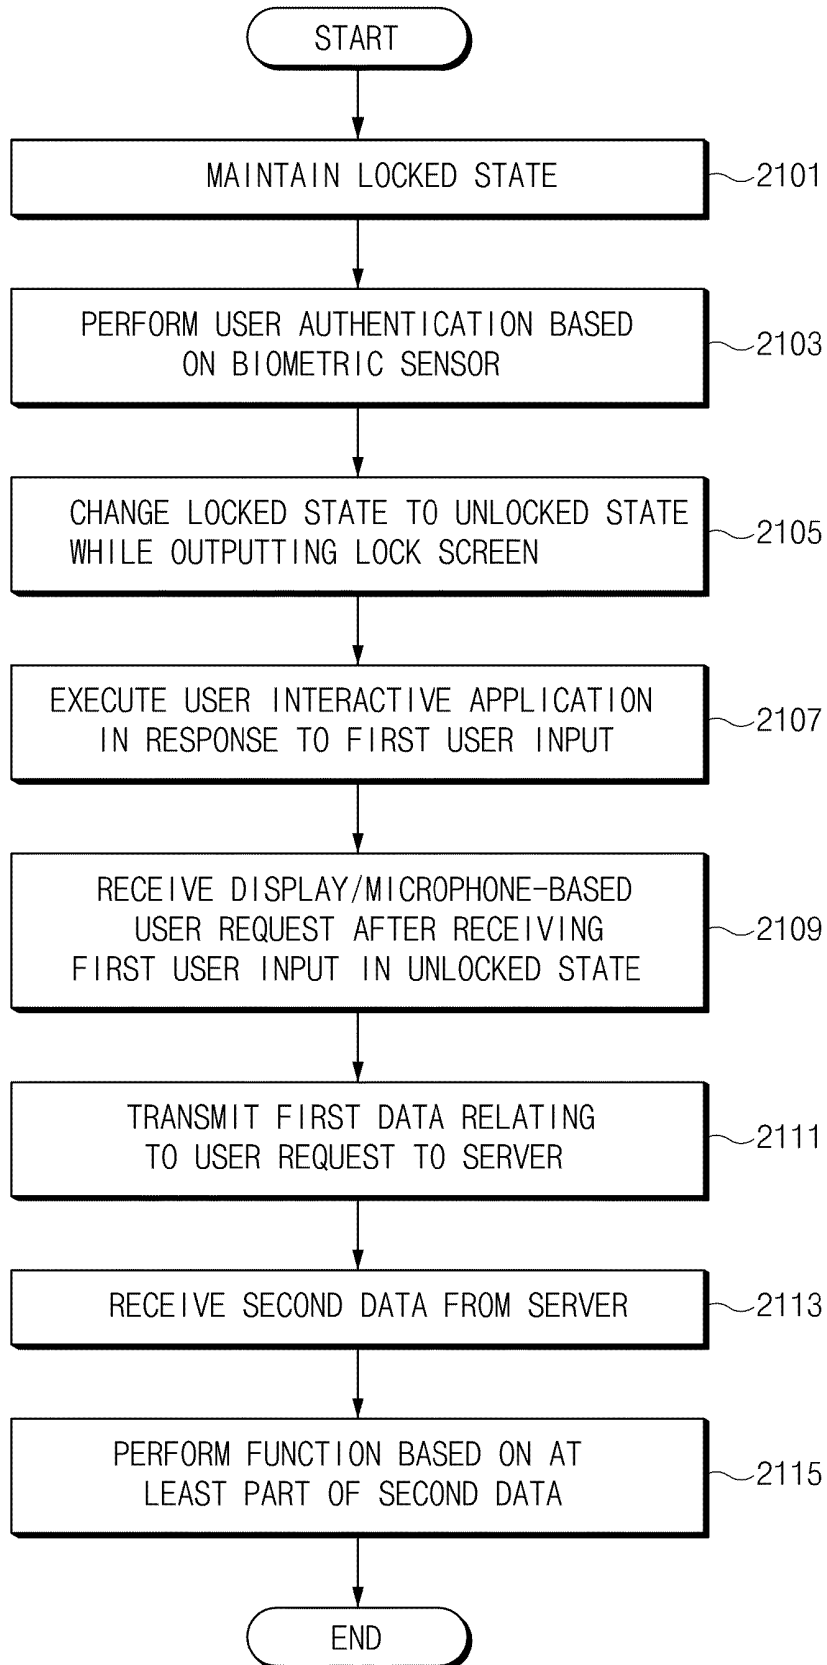 START
MAINTAIN LOCKED STATE
2101
PERFORM USER AUTHENTICATION BASED
ON BIOMETRIC SENSOR
2103
CHANGE LOCKED STATE TO UNLOCKED STATE
WHILE OUTPUTTING LOCK SCREEN
2105
EXECUTE USER INTERACTIVE APPLICATION
IN RESPONSE TO FIRST USER INPUT
2107
RECEIVE DISPLAY/MICROPHONE-BASED
USER REQUEST AFTER RECEIVING
FIRST USER INPUT IN UNLOCKED STATE
2109
TRANSMIT FIRST DATA RELATING
TO USER REQUEST TO SERVER
2111
RECEIVE SECOND DATA FROM SERVER
2113
PERFORM FUNCTION BASED ON AT
LEAST PART OF SECOND DATA
2115
END